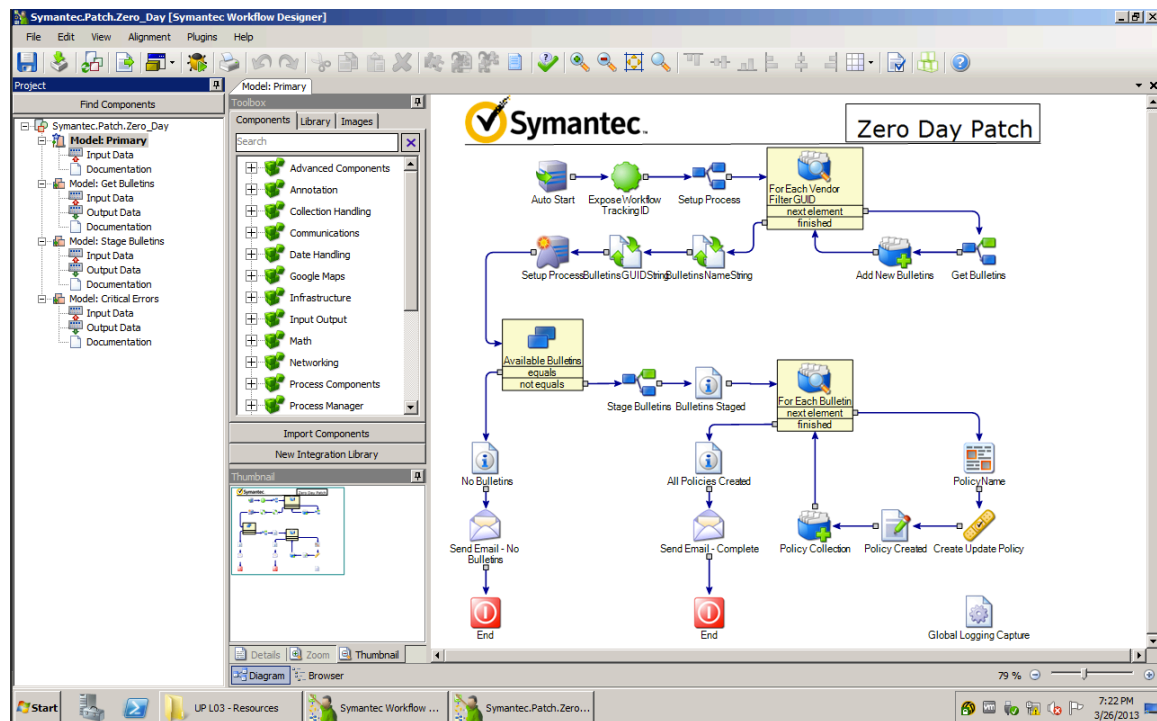 Symantec.Patch.Zero_Day [Symantec Workflow Designer]
File Edit View Alignment Plugins Help
Project
Find Components
Symantec.Patch.Zero_Day
Model: Primary
Input Data
Documentation
Model: Get Bulletins
Input Data
Output Data
Documentation
Model: Stage Bulletins
Input Data
Output Data
Documentation
Model: Critical Errors
Input Data
Output Data
Documentation
Model: Primary
Toolbox
Components Library Images
Search
Advanced Components
Annotation
Collection Handling
Communications
Date Handling
Google Maps
Infrastructure
Input Output
Math
Networking
Process Components
Process Manager
Import Components
New Integration Library
Thumbnail
Details Zoom Thumbnail
Diagram Browser
Symantec.
Zero Day Patch
Auto Start
Expose Workflow
TrackingID
Setup Process
For Each Vendor
Filter GUID
next element
finished
Setup Process
BulletinsGUIDString
BulletinsNameString
Add New Bulletins
Get Bulletins
Available Bulletins
equals
not equals
Stage Bulletins
Bulletins Staged
For Each Bulletin
next element
finished
No Bulletins
All Policies Created
PolicyName
Send Email - No
Bulletins
Send Email - Complete
Policy Collection
Policy Created
Create Update Policy
End
End
Global Logging Capture
79 %
Start
UP L03 - Resources
Symantec Workflow ...
Symantec.Patch.Zero...
7:22 PM
3/26/2013